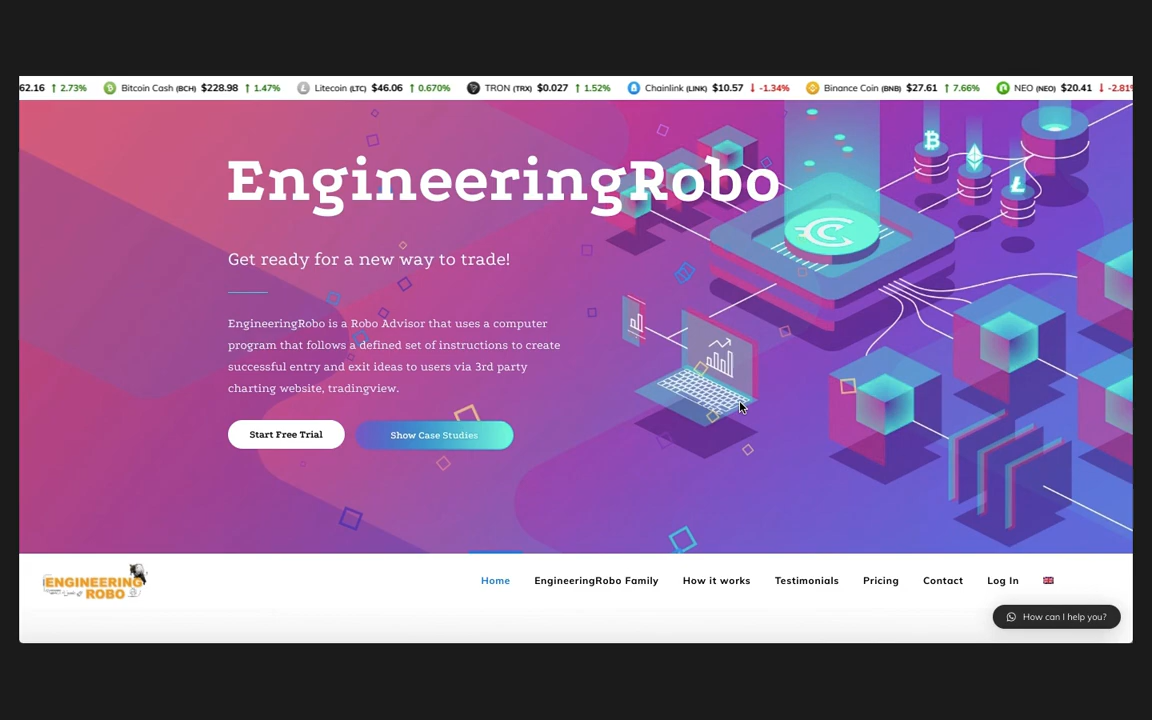 62.16 ↑ 2.73% Bitcoin Cash (BCH) $228.98 ↑ 1.47% Litecoin (LTC) $46.06 ↑ 0.670% TRON (TRX) $0.027 ↑ 1.52% Chainlink (LINK) $10.57 ↓ -1.34% Binance Coin (BNB) $27.61 ↑ 7.66% NEO (NEO) $20.41 ↓ -2.81%
EngineeringRobo
Get ready for a new way to trade!
EngineeringRobo is a Robo Advisor that uses a computer
program that follows a defined set of instructions to create
successful entry and exit ideas to users via 3rd party
charting website, tradingview.
Start Free Trial Show Case Studies
ENGINEERING
ROBO
Home EngineeringRobo Family How it works Testimonials Pricing Contact Log In
How can I help you?